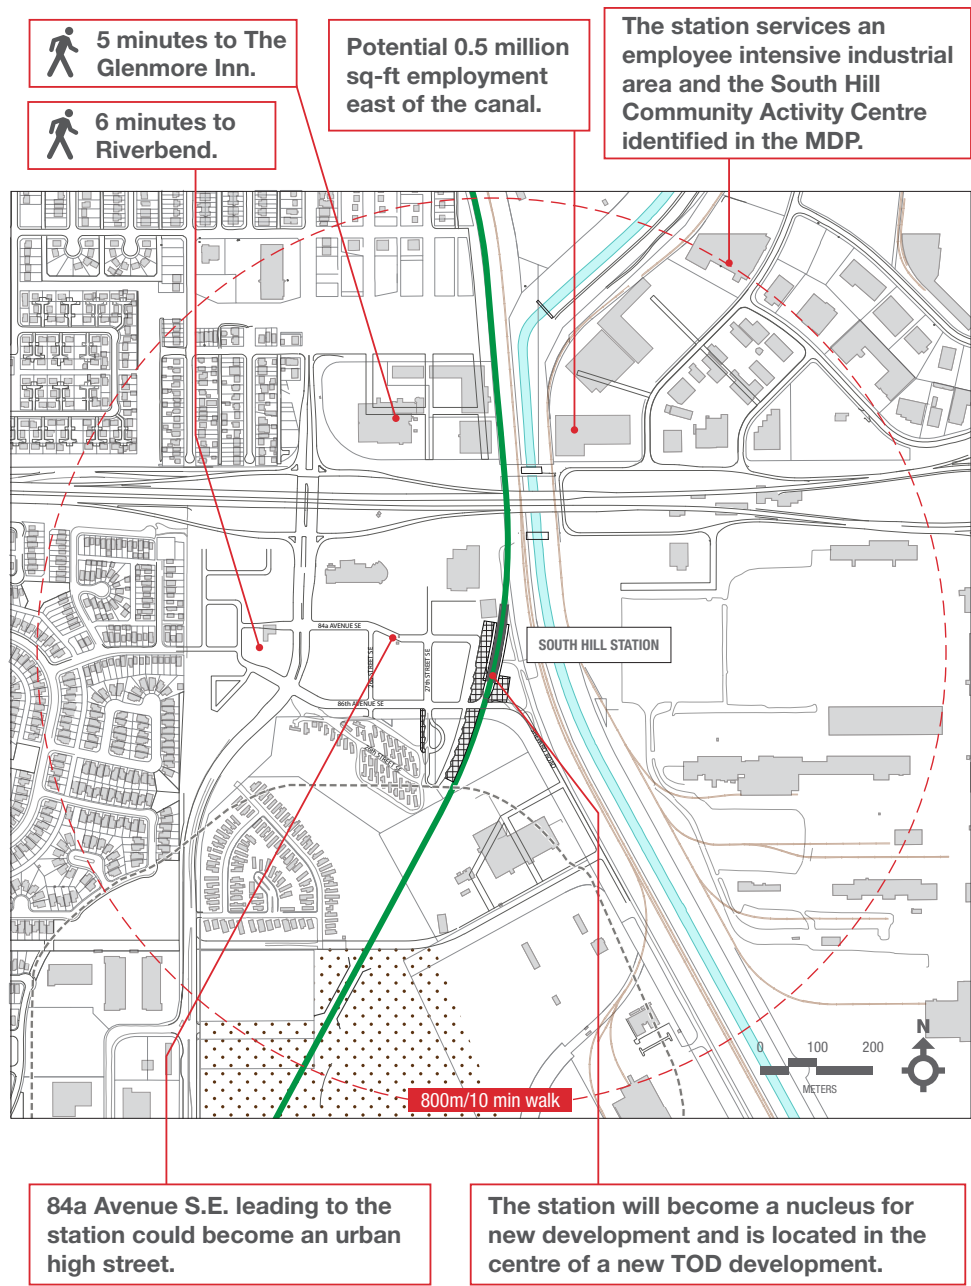 5 minutes to The
Glenmore Inn.
6 minutes to
Riverbend.
Potential 0.5 million
sq-ft employment
east of the canal.
The station services an
employee intensive industrial
area and the South Hill
Community Activity Centre
identified in the MDP.
84a AVENUE SE
27th STREET S.E
SOUTH HILL STATION
86th AVENUE SE
N
0 100 200
METERS
800m/10 min walk
84a Avenue S.E. leading to the
station could become an urban
high street.
The station will become a nucleus for
new development and is located in the
centre of a new TOD development.